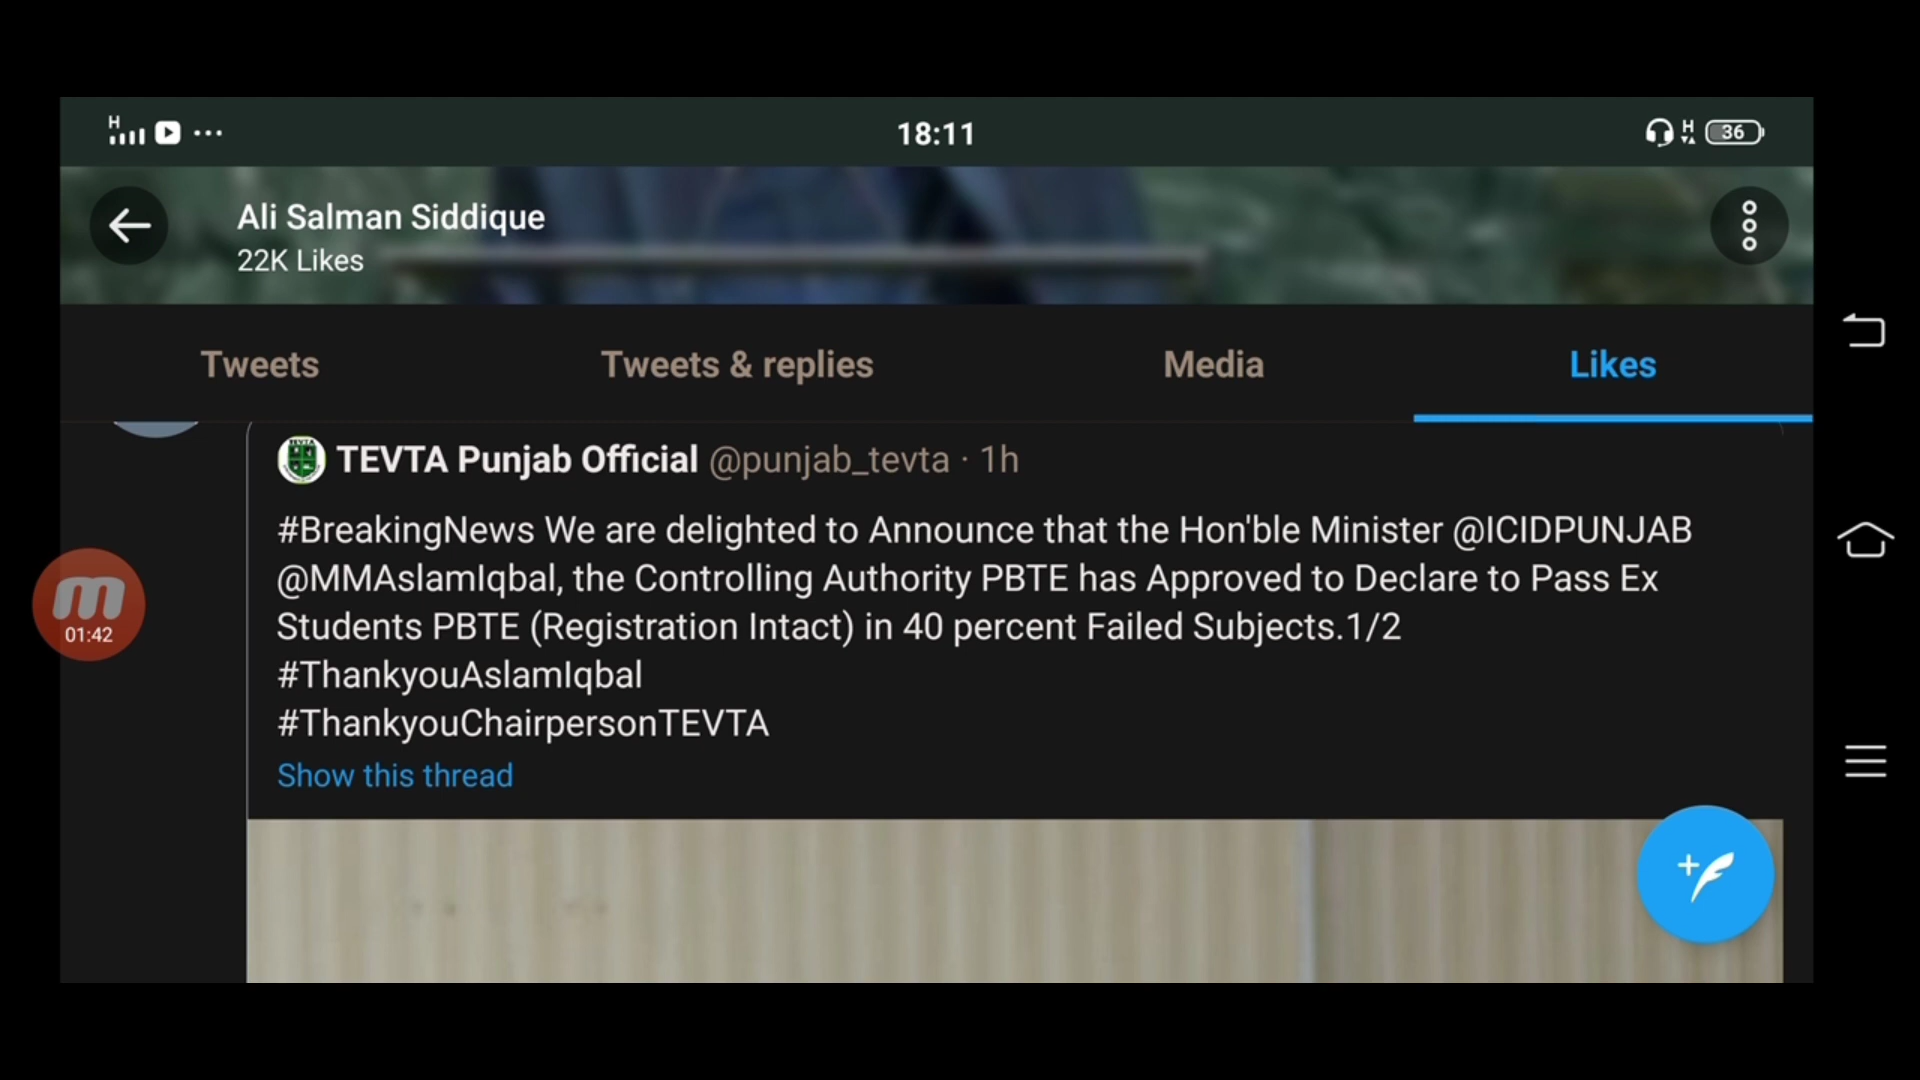 H
18:11
H
36
Ali Salman Siddique
22K Likes
Tweets
Tweets & replies
Media
Likes
TEVTA Punjab Official @punjab_tevta · 1h
#BreakingNews We are delighted to Announce that the Hon'ble Minister @ICIDPUNJAB
@MMAslamIqbal, the Controlling Authority PBTE has Approved to Declare to Pass Ex
Students PBTE (Registration Intact) in 40 percent Failed Subjects.1/2
#ThankyouAslamIqbal
#ThankyouChairpersonTEVTA
Show this thread
m
01:42